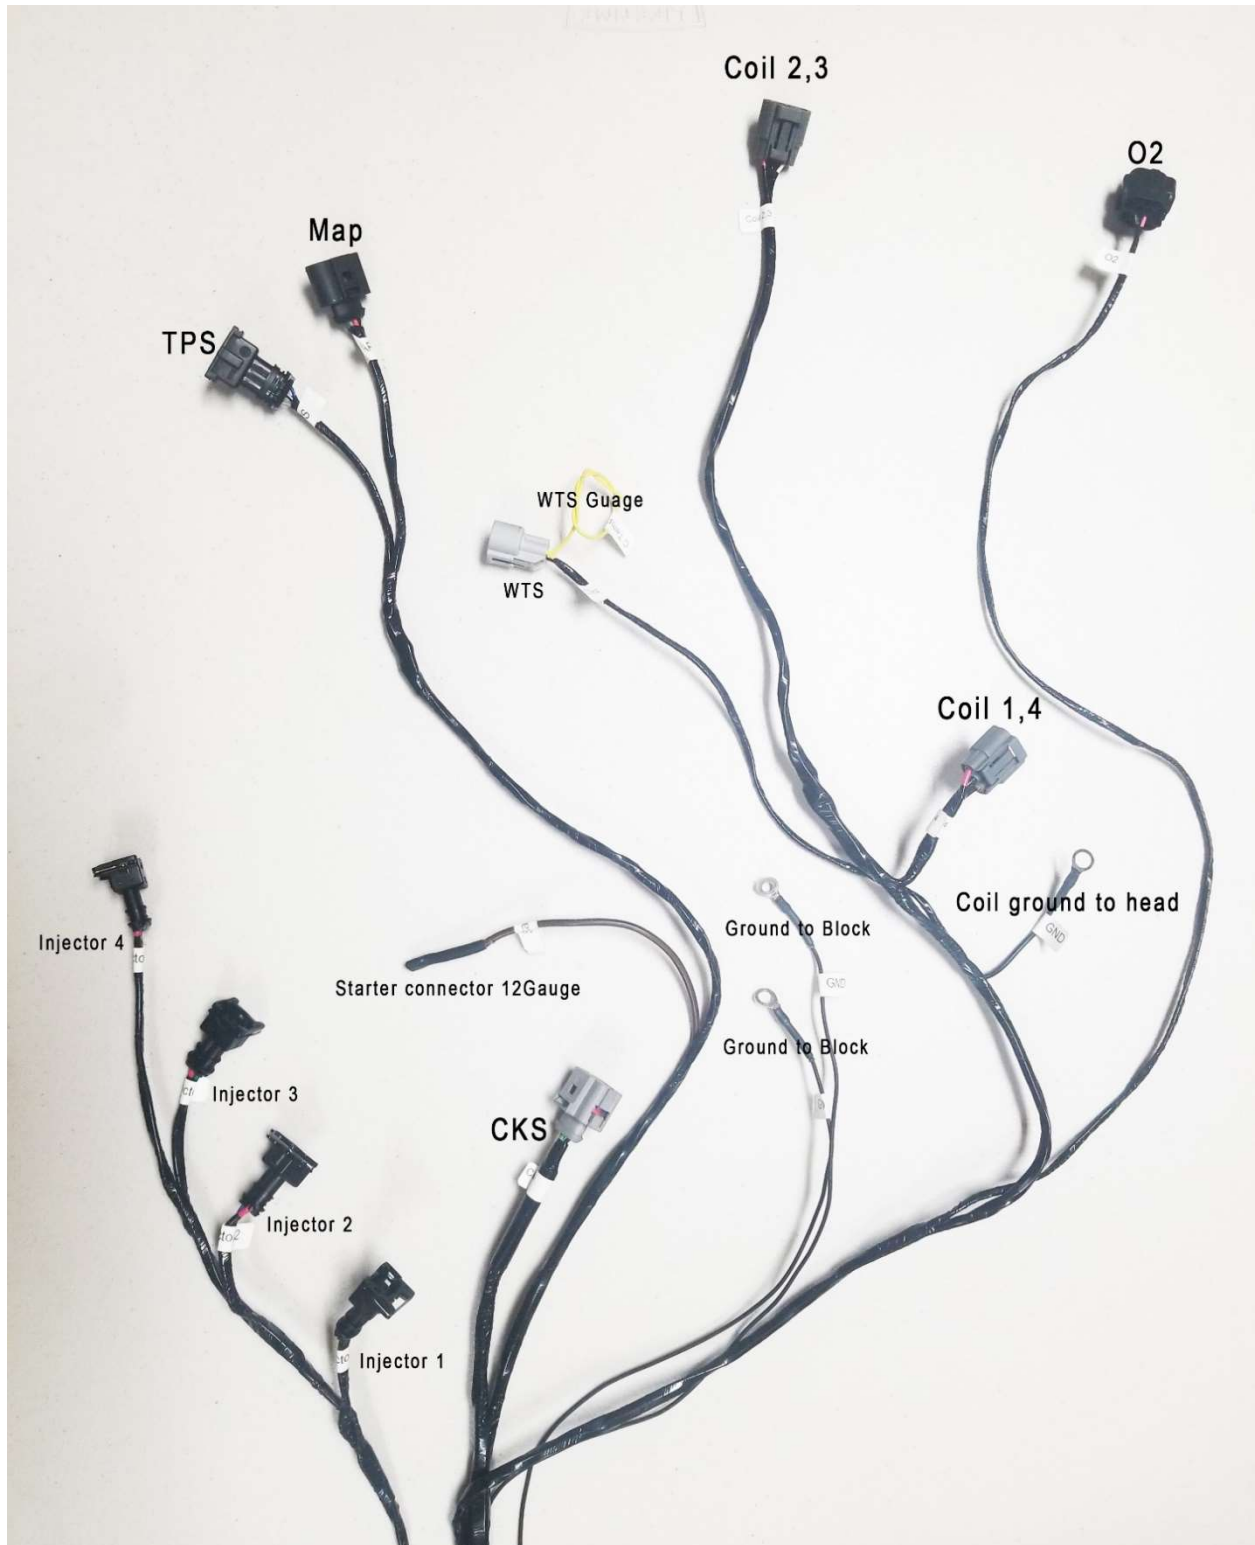 Coil 2,3
O2
Map
TPS
O2
WTS Guage
WTS
Coil 1,4
Coil ground to head
GND
Ground to Block
GND
Injector 4
Starter connector 12Gauge
Ground to Block
Injector 3
CKS
Injector 2
Injector 1